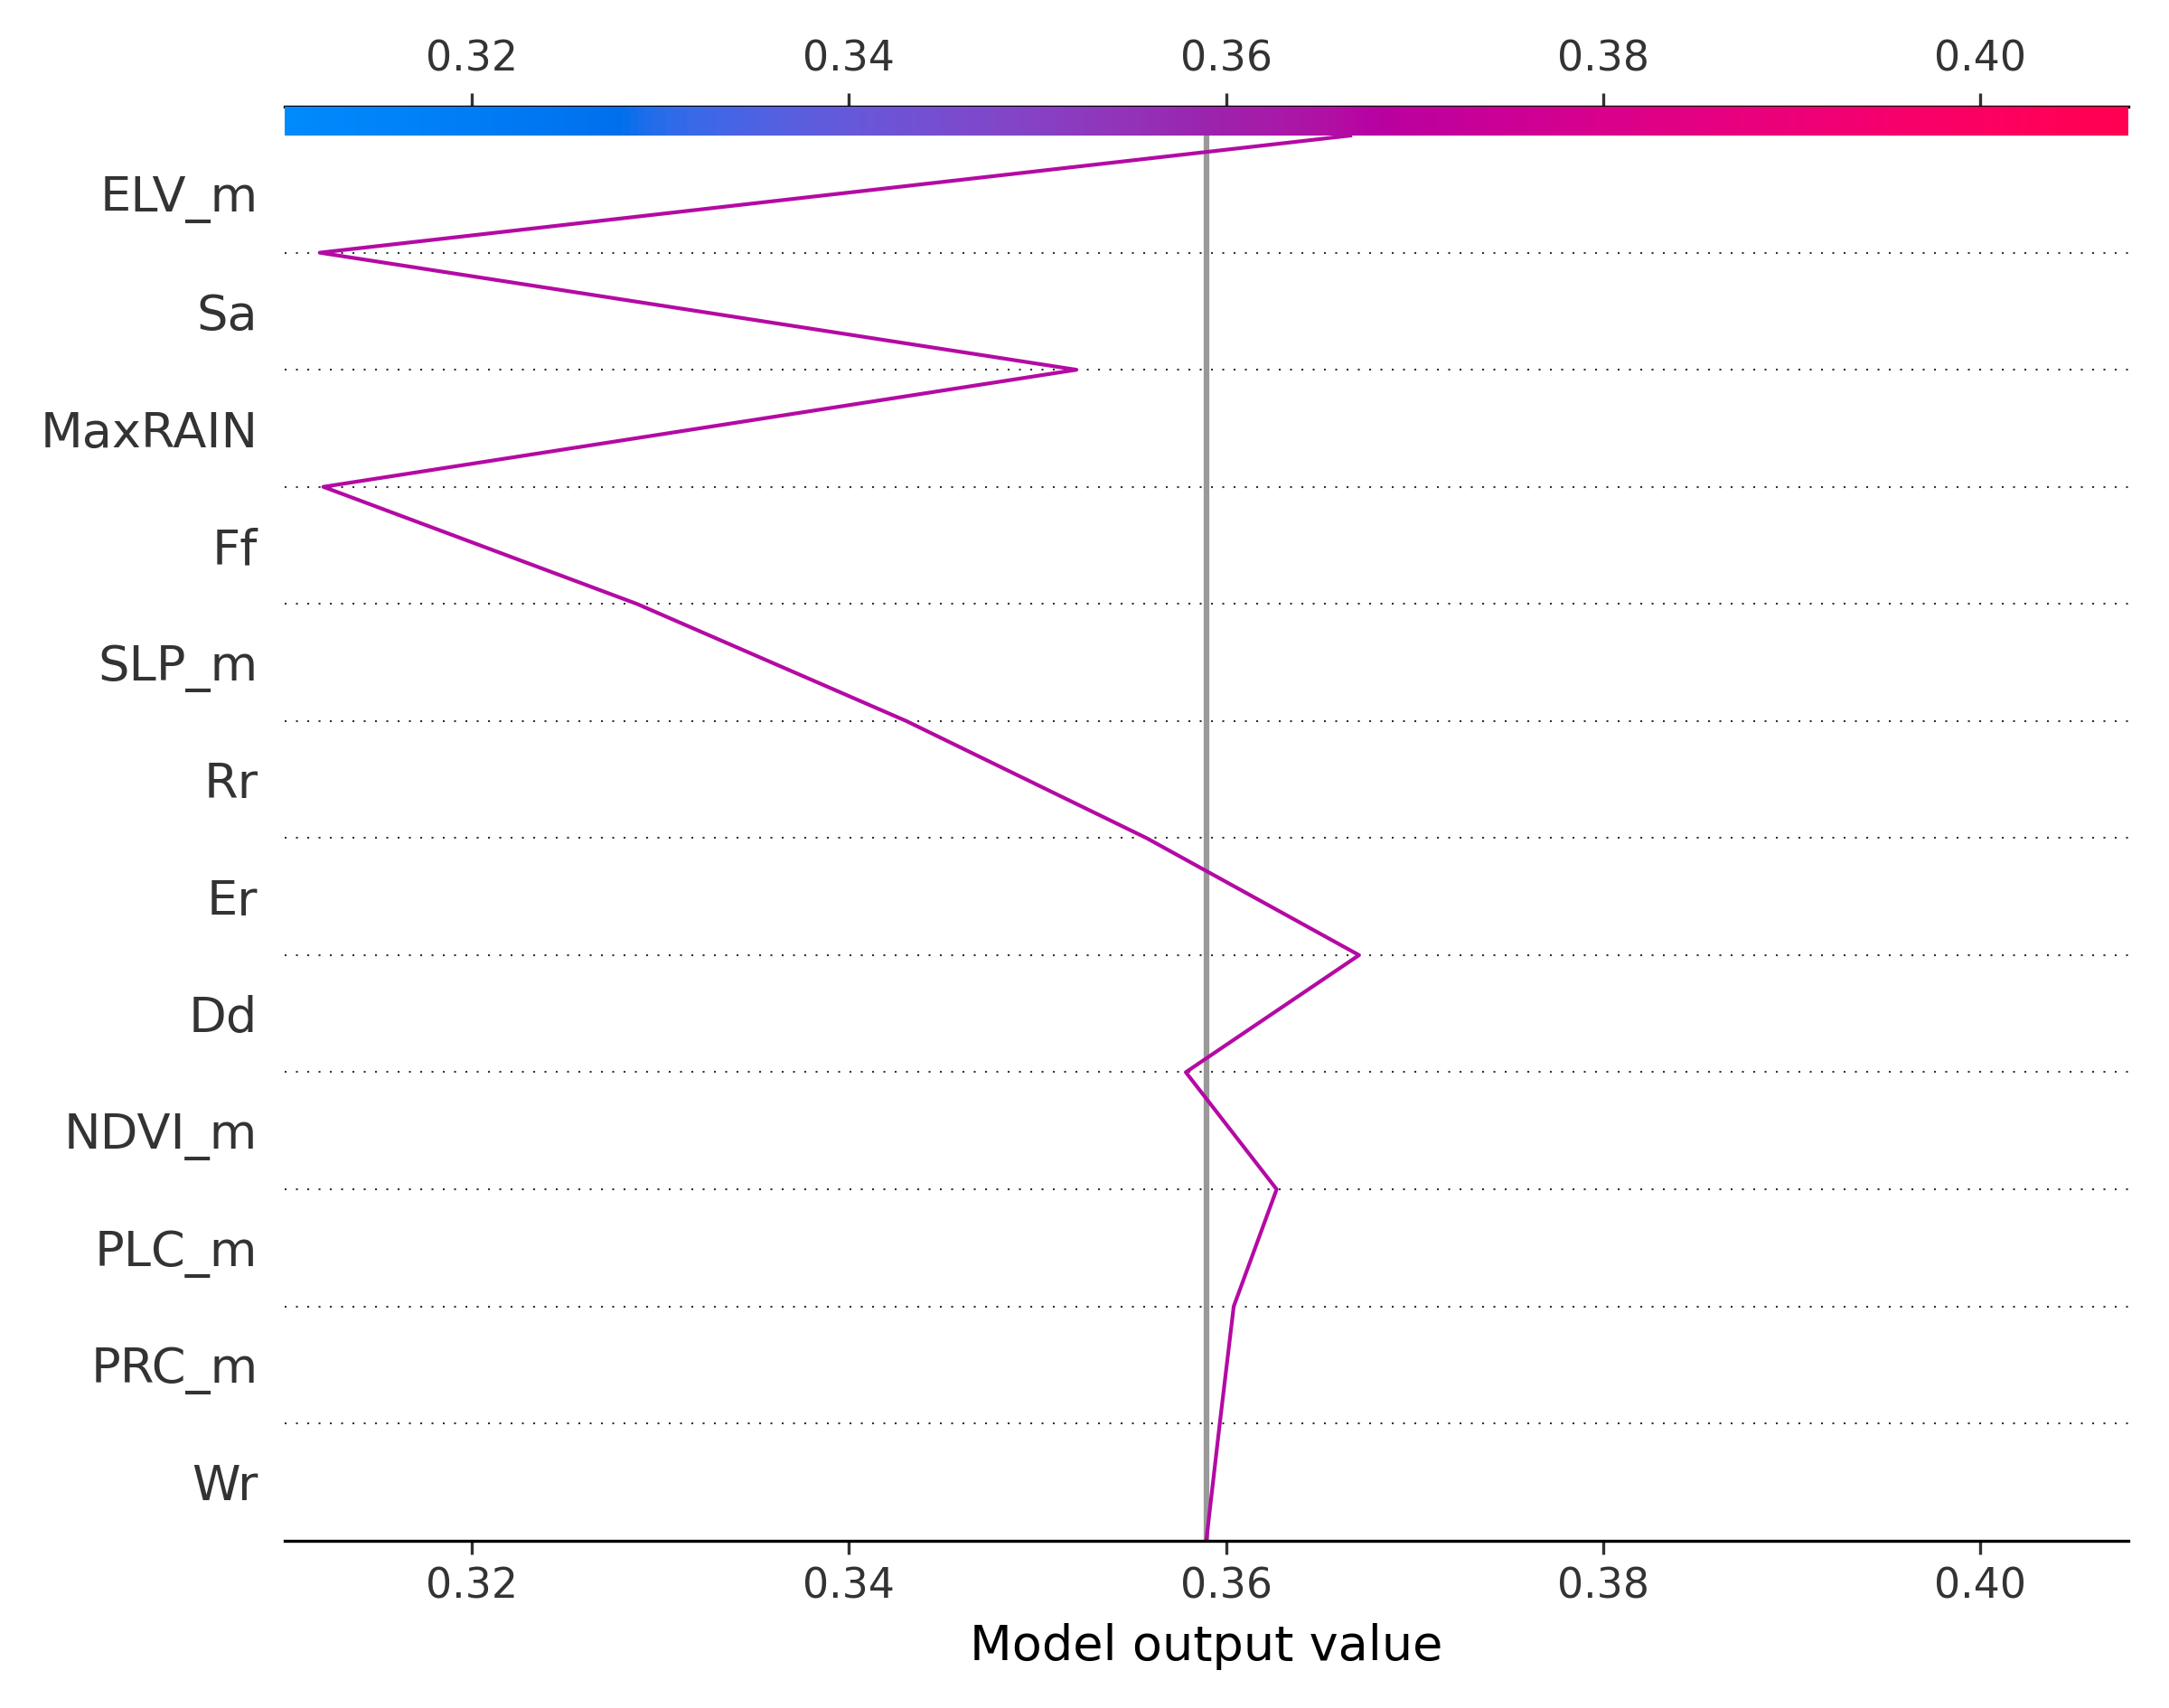 0.32 0.34 0.36 0.38 0.40
ELV_m
Sa
MaxRAIN
Ff
SLP_m
Rr
Er
Dd
NDVI_m
PLC_m
PRC_m
Wr
0.32 0.34 0.36 0.38 0.40
Model output value